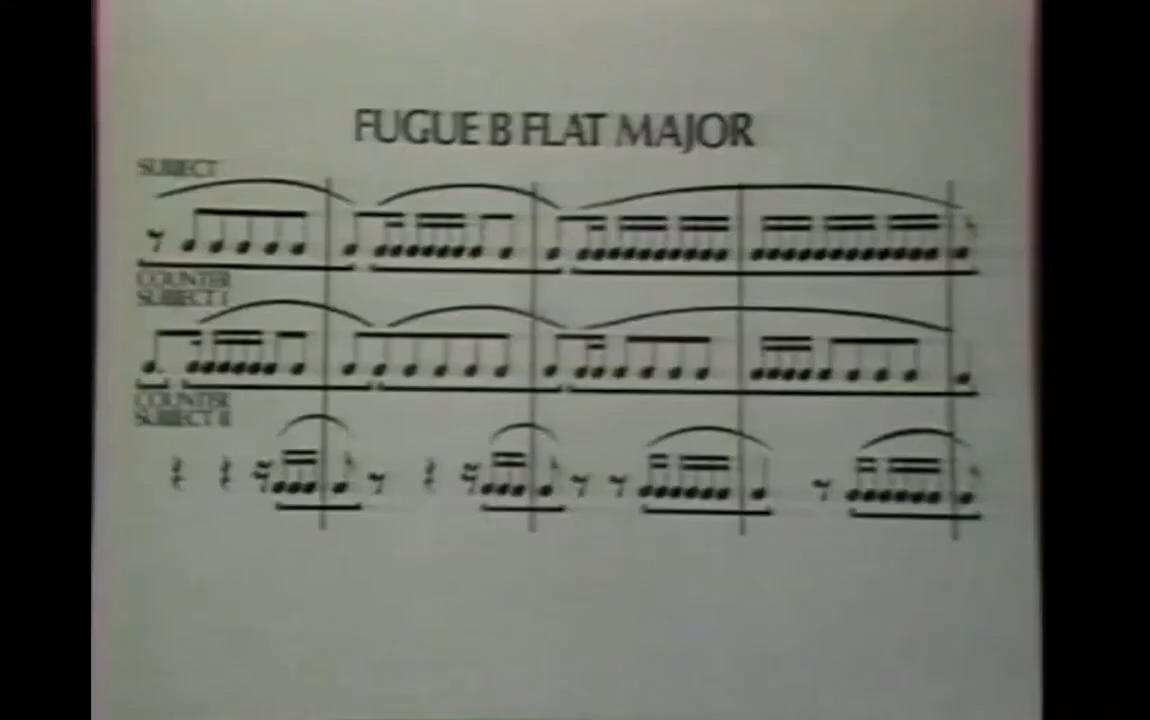 FUGUE B FLAT MAJOR
SUBJECT
COUNTER
SUBJECT I
COUNTER
SUBJECT II